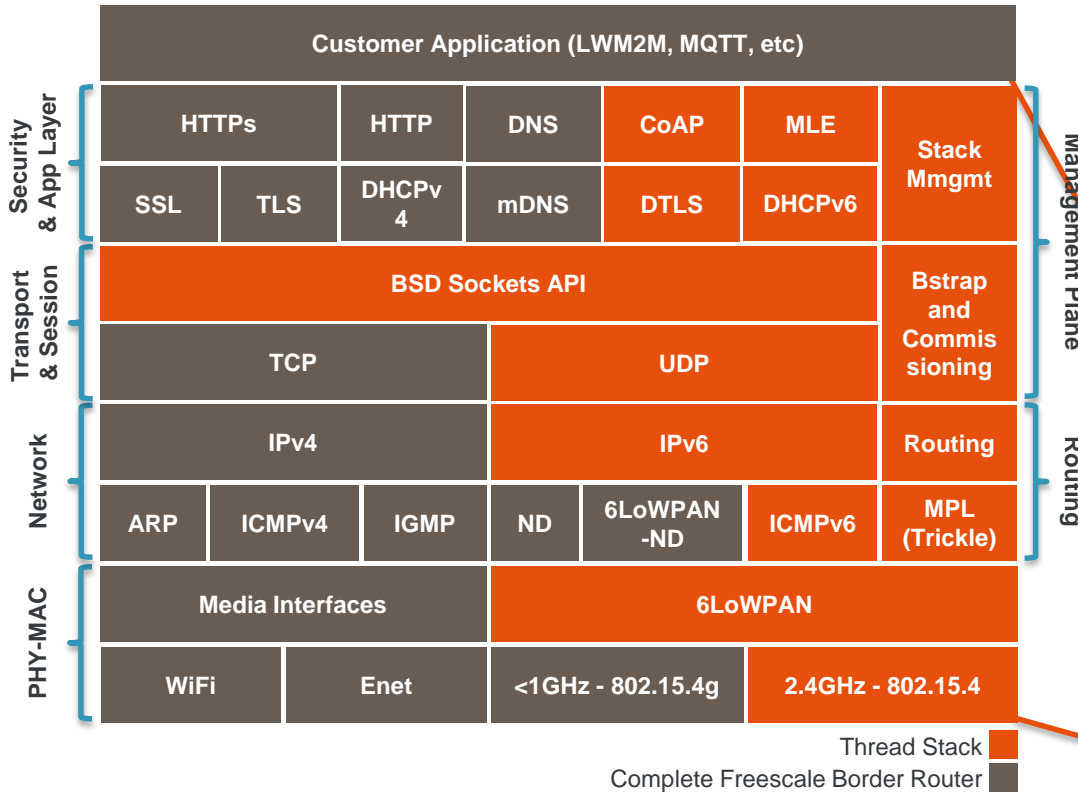 Customer Application (LWM2M, MQTT, etc)
Security
& App Layer
HTTPs
HTTP
DNS
CoAP
MLE
Stack
Mmgmt
SSL
TLS
DHCPv
4
mDNS
DTLS
DHCPv6
Management Plane
Transport
& Session
BSD Sockets API
Bstrap
and
Commis
sioning
TCP
UDP
Network
IPv4
IPv6
Routing
Routing
ARP
ICMPv4
IGMP
ND
6LoWPAN
-ND
ICMPv6
MPL
(Trickle)
PHY-MAC
Media Interfaces
6LoWPAN
WiFi
Enet
<1GHz - 802.15.4g
2.4GHz - 802.15.4
Thread Stack
Complete Freescale Border Router